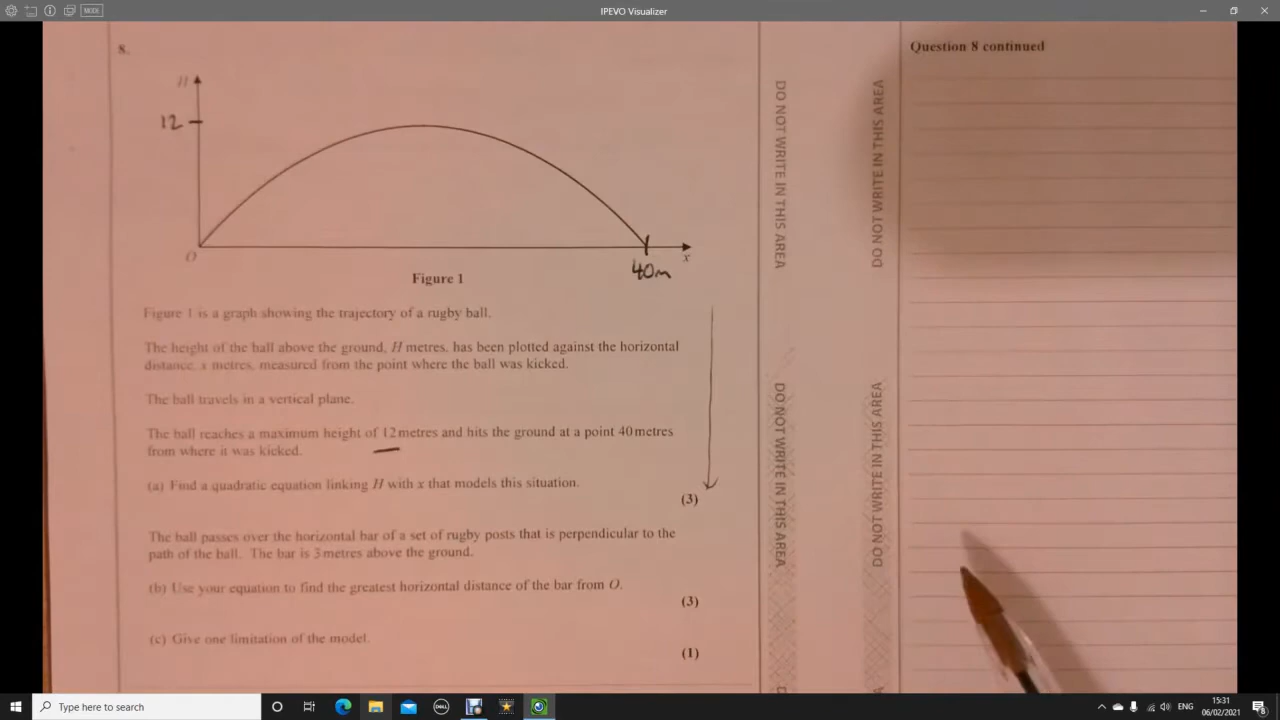 IPEVO Visualizer
MODI
8.
H
12
O
x
40m
Figure 1
Figure 1 is a graph showing the trajectory of a rugby ball.
The height of the ball above the ground, H metres, has been plotted against the horizontal
distance, x metres, measured from the point where the ball was kicked.
The ball travels in a vertical plane.
The ball reaches a maximum height of 12 metres and hits the ground at a point 40 metres
from where it was kicked.
(a) Find a quadratic equation linking H with x that models this situation.
(3)
The ball passes over the horizontal bar of a set of rugby posts that is perpendicular to the
path of the ball. The bar is 3 metres above the ground.
(b) Use your equation to find the greatest horizontal distance of the bar from O.
(3)
(c) Give one limitation of the model.
(1)
DO NOT WRITE IN THIS AREA
DO NOT WRITE IN THIS AREA
D
DO NOT WRITE IN THIS AREA
DO NOT WRITE IN THIS AREA
A
Question 8 continued
Type here to search
DELL
ENG
15:31
06/02/2021
8